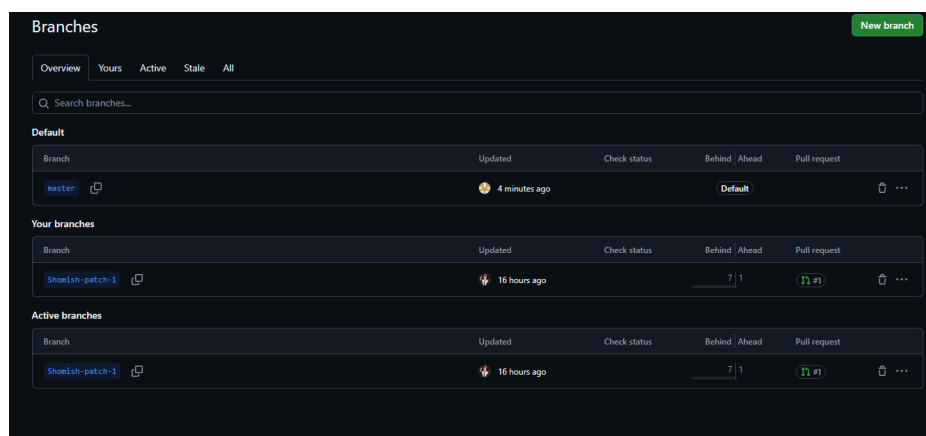 Branches
New branch
Overview Yours Active Stale All
Search branches...
Default
Branch Updated Check status Behind Ahead Pull request
master 4 minutes ago Default
Your branches
Branch Updated Check status Behind Ahead Pull request
Shomish-patch-1 16 hours ago 7 1 #1
Active branches
Branch Updated Check status Behind Ahead Pull request
Shomish-patch-1 16 hours ago 7 1 #1